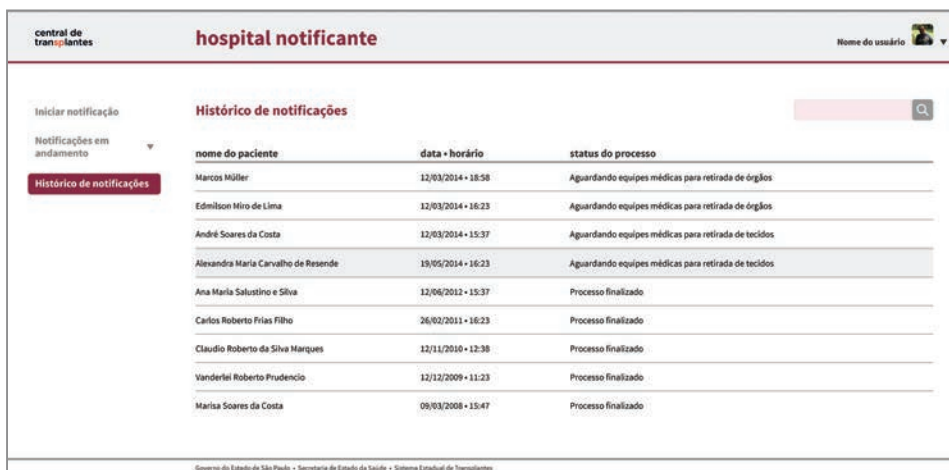 central de
transplantes
hospital notificante
Nome do usuário
Iniciar notificação
Notificações em
andamento
Histórico de notificações
Histórico de notificações
nome do paciente data • horário status do processo
Marcos Müller 12/03/2014 • 18:58 Aguardando equipes médicas para retirada de órgãos
Edmilson Miro de Lima 12/03/2014 • 16:23 Aguardando equipes médicas para retirada de órgãos
André Soares da Costa 12/03/2014 • 15:37 Aguardando equipes médicas para retirada de tecidos
Alexandra Maria Carvalho de Resende 19/05/2014 • 16:23 Aguardando equipes médicas para retirada de tecidos
Ana Maria Salustino e Silva 12/06/2012 • 15:37 Processo finalizado
Carlos Roberto Frias Filho 26/02/2011 • 16:23 Processo finalizado
Claudio Roberto da Silva Marques 12/11/2010 • 12:38 Processo finalizado
Vanderlei Roberto Prudencio 12/12/2009 • 11:23 Processo finalizado
Marisa Soares da Costa 09/03/2008 • 15:47 Processo finalizado
Governo do Estado de São Paulo • Secretaria de Estado da Saúde • Sistema Estadual de Transplantes